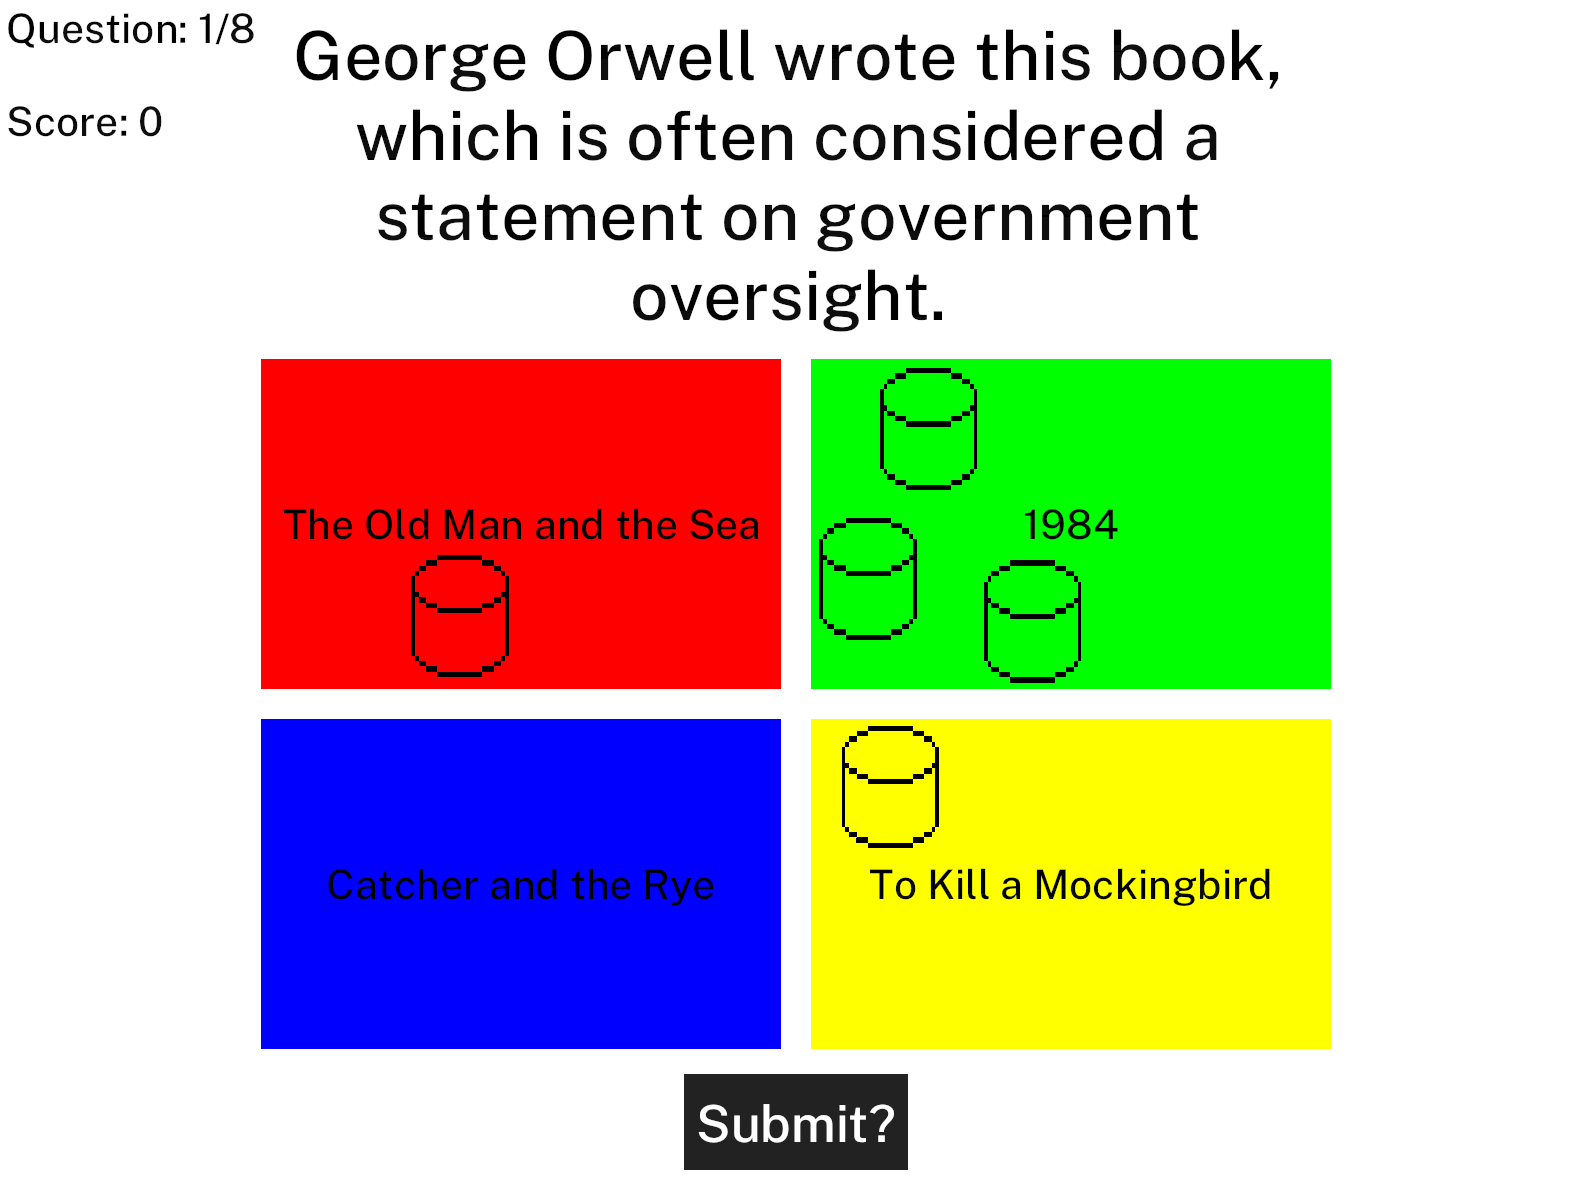 Question: 1/8
Score: 0
George Orwell wrote this book,
which is often considered a
statement on government
oversight.
The Old Man and the Sea
1984
Catcher and the Rye
To Kill a Mockingbird
Submit?